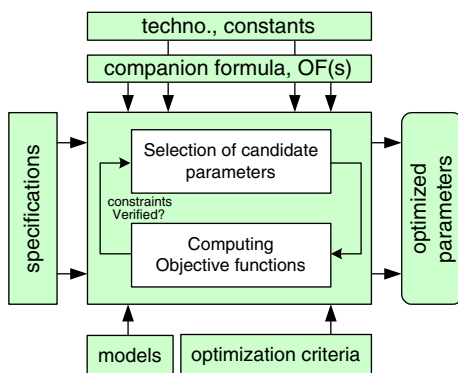 techno., constants
companion formula, OF(s)
specifications
Selection of candidate
parameters
constraints
Verified?
Computing
Objective functions
optimized
parameters
models
optimization criteria